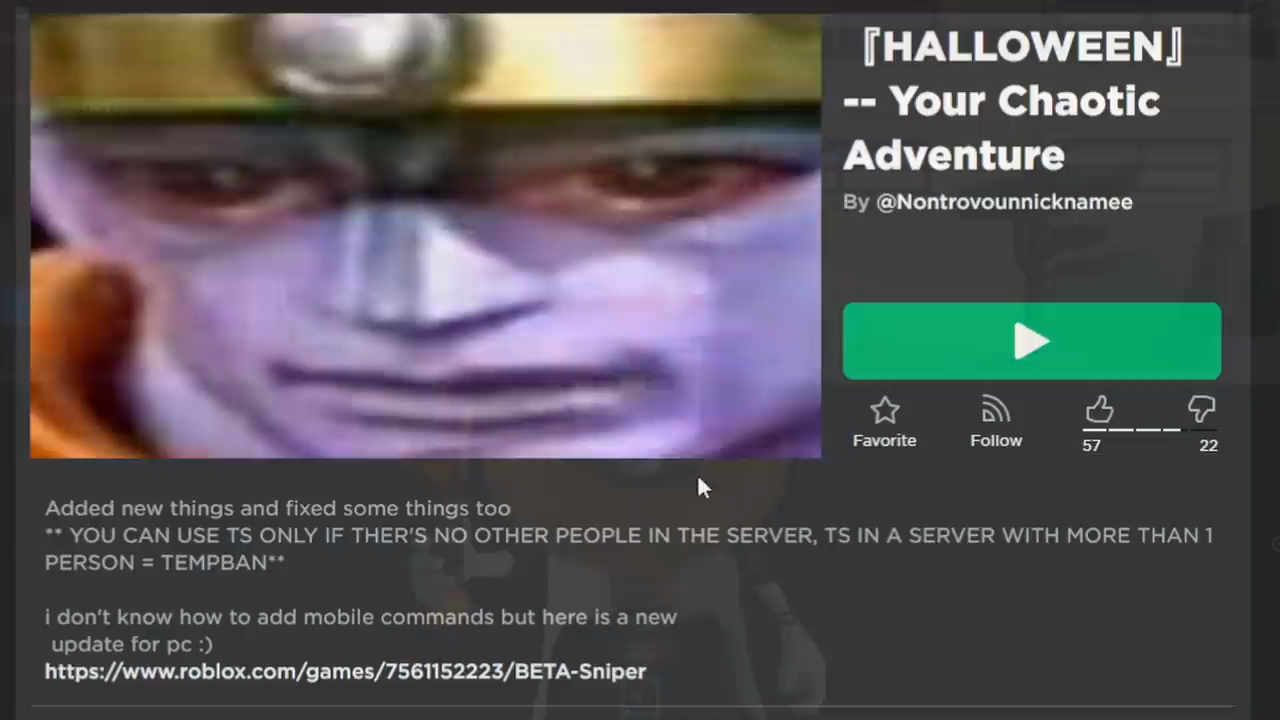 『HALLOWEEN』
-- Your Chaotic
Adventure
By @Nontrovounnicknamee
Favorite
Follow
57
22
Added new things and fixed some things too
** YOU CAN USE TS ONLY IF THER'S NO OTHER PEOPLE IN THE SERVER, TS IN A SERVER WITH MORE THAN 1
PERSON = TEMPBAN**
i don't know how to add mobile commands but here is a new
update for pc :)
https://www.roblox.com/games/7561152223/BETA-Sniper